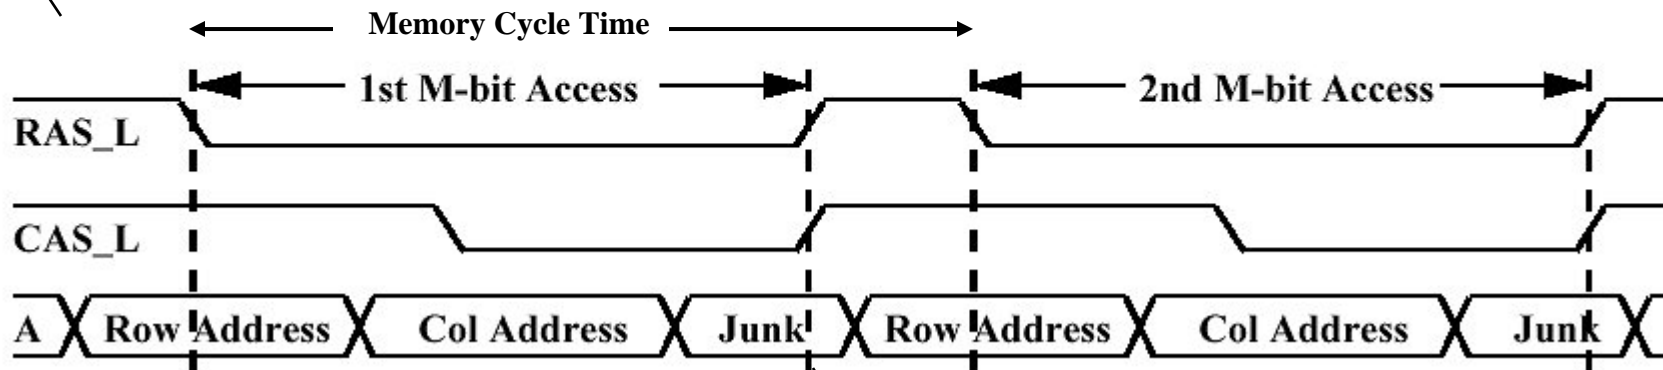 Memory Cycle Time
1st M-bit Access 2nd M-bit Access
RAS_L
CAS_L
A Row Address Col Address Junk Row Address Col Address Junk